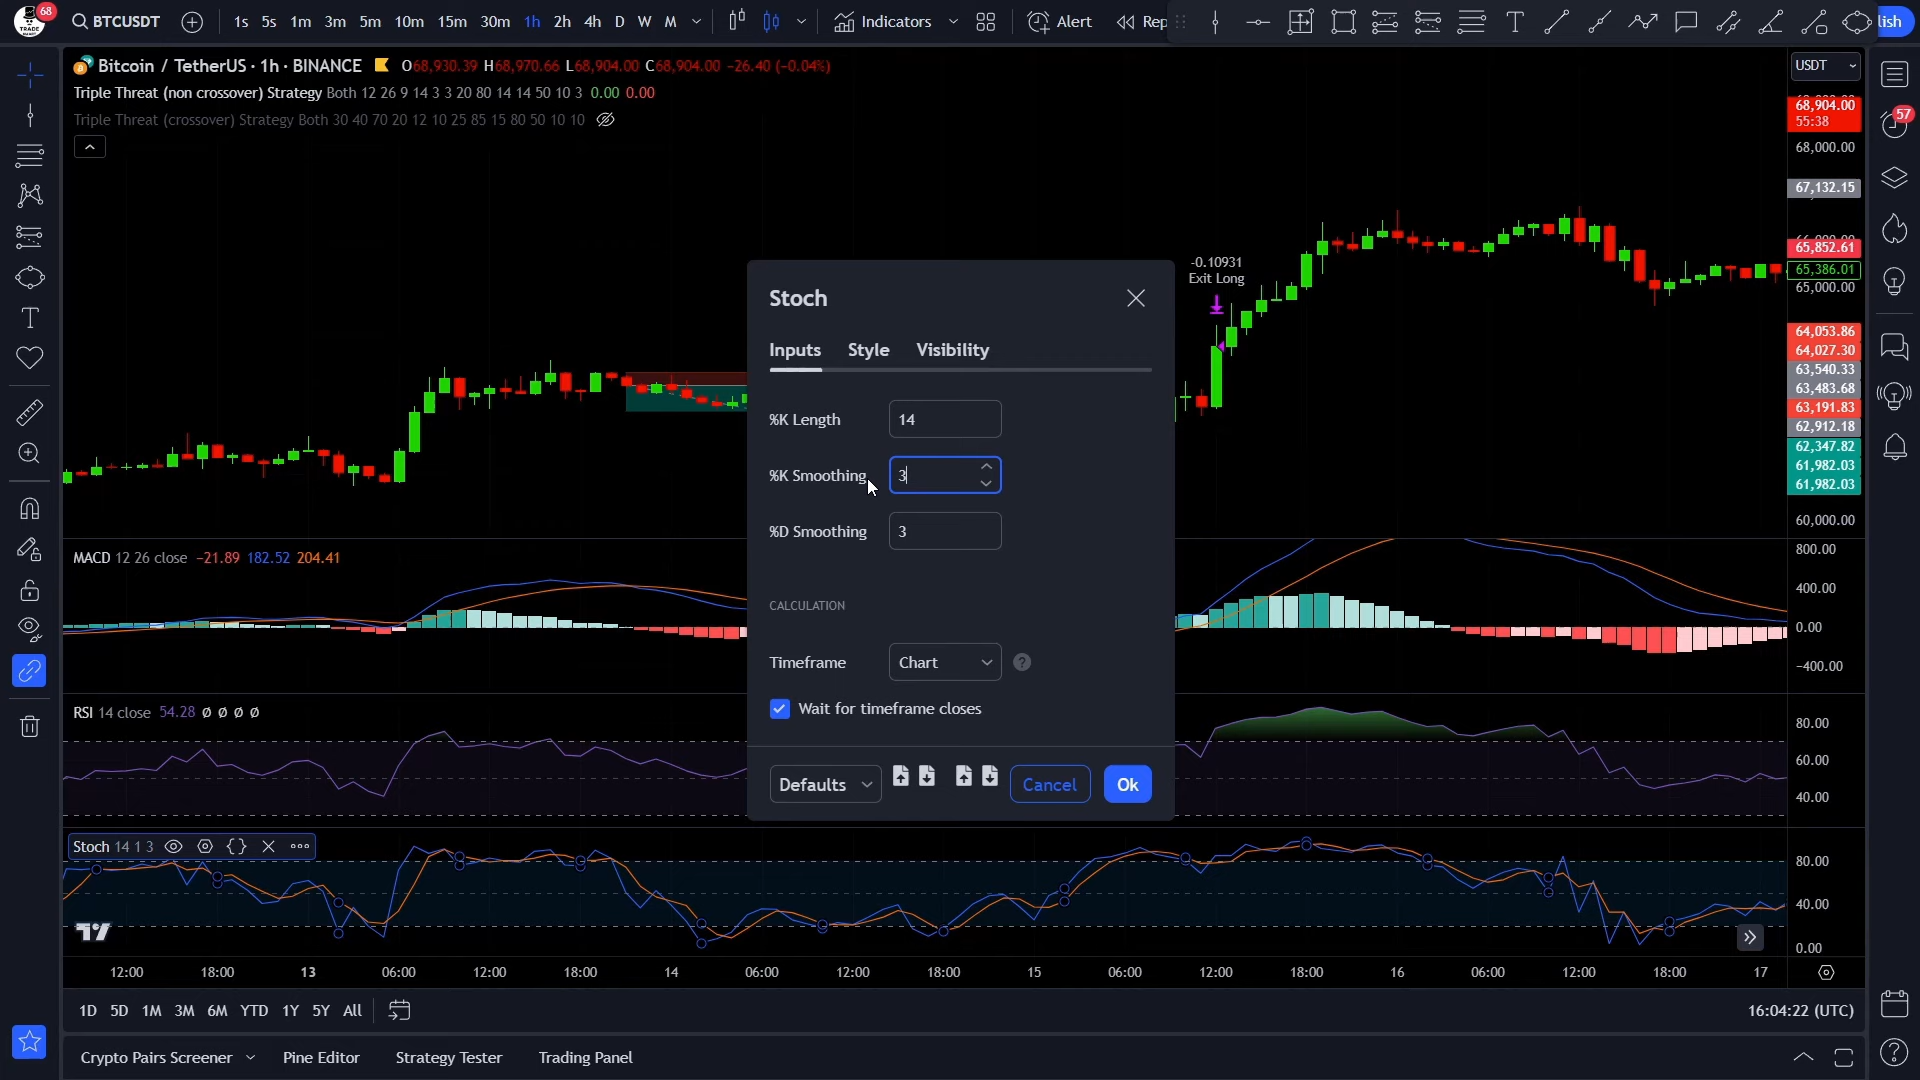 68
BTCUSDT
1s 5s 1m 3m 5m 10m 15m 30m 1h 2h 4h D W M
Indicators
Alert
Rep
lish
Bitcoin / TetherUS · 1h · BINANCE O68,930.39 H68,970.66 L68,904.00 C68,904.00 -26.40 (-0.04%)
Triple Threat (non crossover) Strategy Both 12 26 9 14 3 3 20 80 14 14 50 10 3 0.00 0.00
Triple Threat (crossover) Strategy Both 30 40 70 20 12 10 25 85 15 80 50 10 10
USDT
68,904.00
55:38
68,000.00
67,132.15
65,852.61
65,386.01
65,000.00
64,053.86
64,027.30
63,540.33
63,483.68
63,191.83
62,912.18
62,347.82
61,982.03
61,982.03
60,000.00
57
-0.10931
Exit Long
Stoch
Inputs Style Visibility
%K Length 14
%K Smoothing 3
%D Smoothing 3
CALCULATION
Timeframe Chart ?
Wait for timeframe closes
Defaults Cancel Ok
MACD 12 26 close -21.89 182.52 204.41
800.00
400.00
0.00
-400.00
RSI 14 close 54.28 ∅ ∅ ∅ ∅
80.00
60.00
40.00
Stoch 14 1 3
80.00
40.00
0.00
12:00 18:00 13 06:00 12:00 18:00 14 06:00 12:00 18:00 15 06:00 12:00 18:00 16 06:00 12:00 18:00 17
1D 5D 1M 3M 6M YTD 1Y 5Y All
16:04:22 (UTC)
Crypto Pairs Screener Pine Editor Strategy Tester Trading Panel